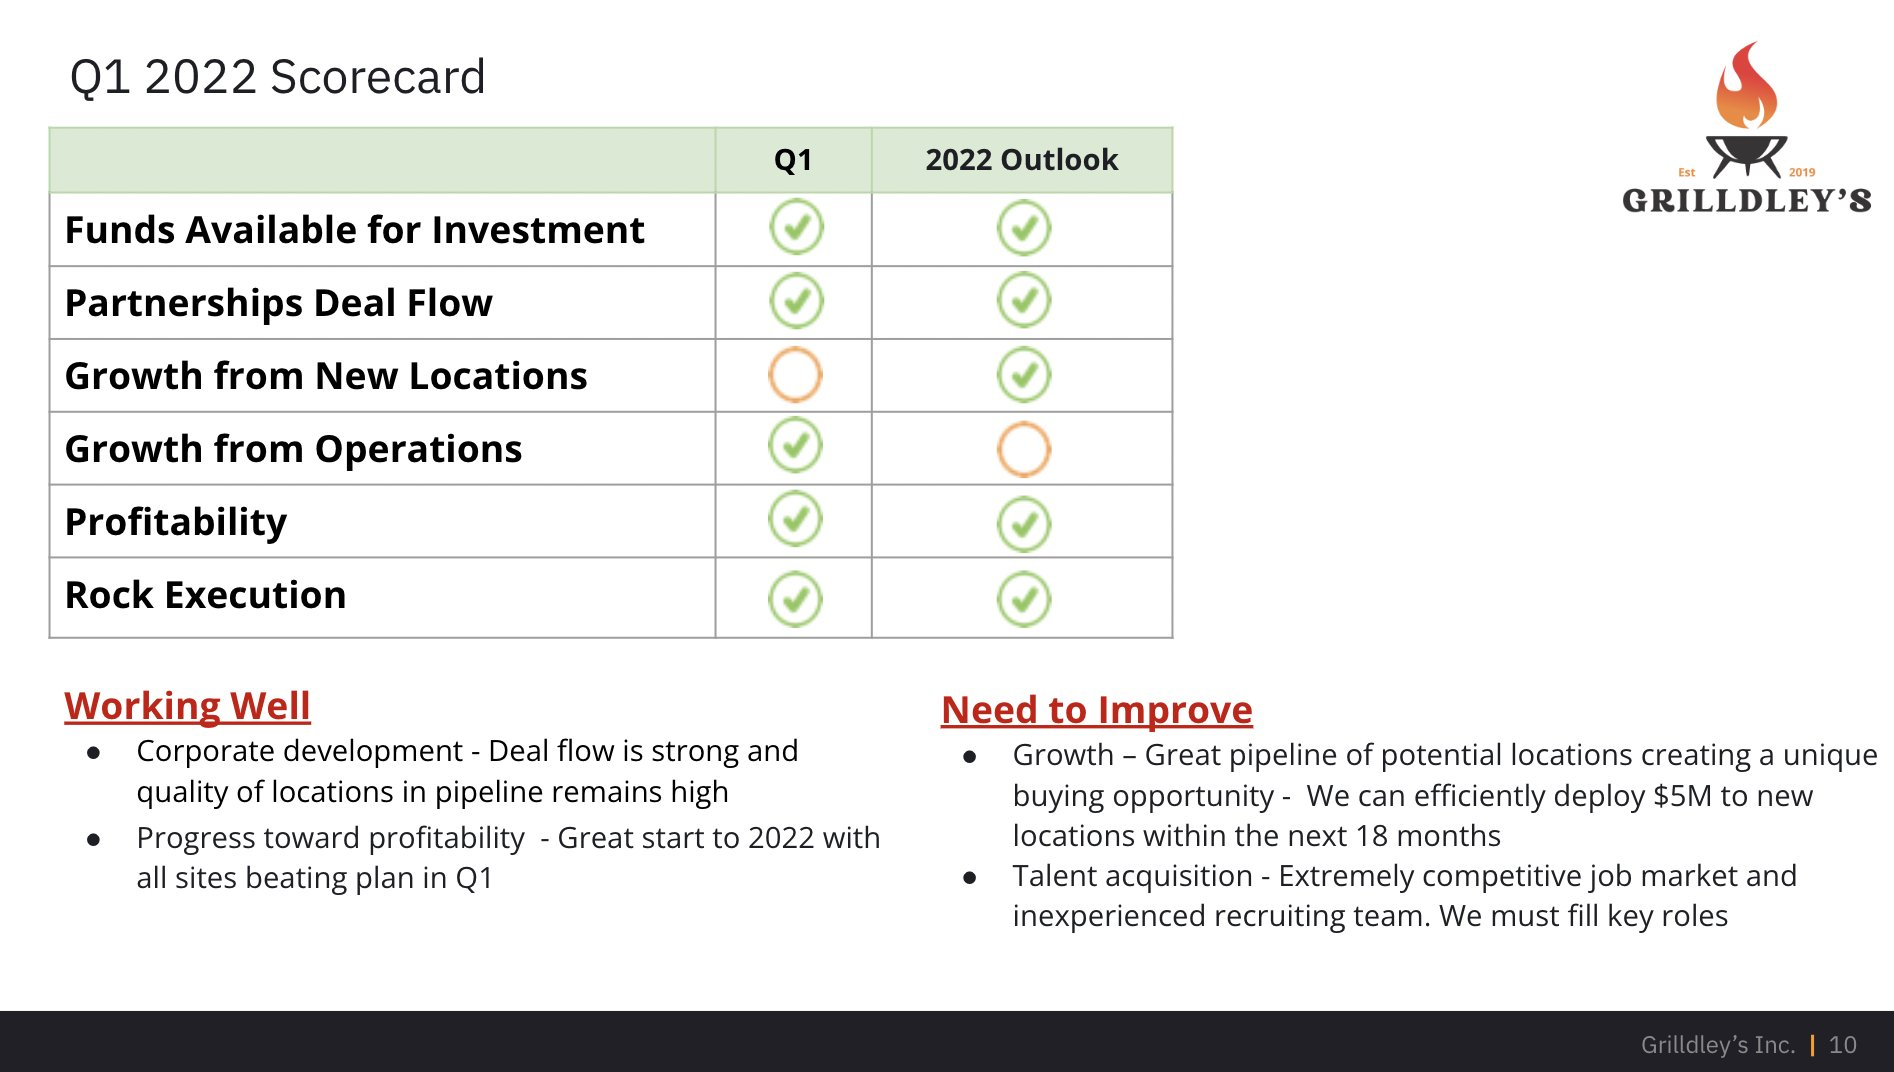 Q1 2022 Scorecard
Est 2019
GRILLDLEY’S
Q1 2022 Outlook
Funds Available for Investment
Partnerships Deal Flow
Growth from New Locations
Growth from Operations
Profitability
Rock Execution
Working Well
● Corporate development - Deal flow is strong and
quality of locations in pipeline remains high
● Progress toward profitability  - Great start to 2022 with
all sites beating plan in Q1
Need to Improve
● Growth – Great pipeline of potential locations creating a unique
buying opportunity -  We can efficiently deploy $5M to new
locations within the next 18 months
● Talent acquisition - Extremely competitive job market and
inexperienced recruiting team. We must fill key roles
Grilldley’s Inc. | 10